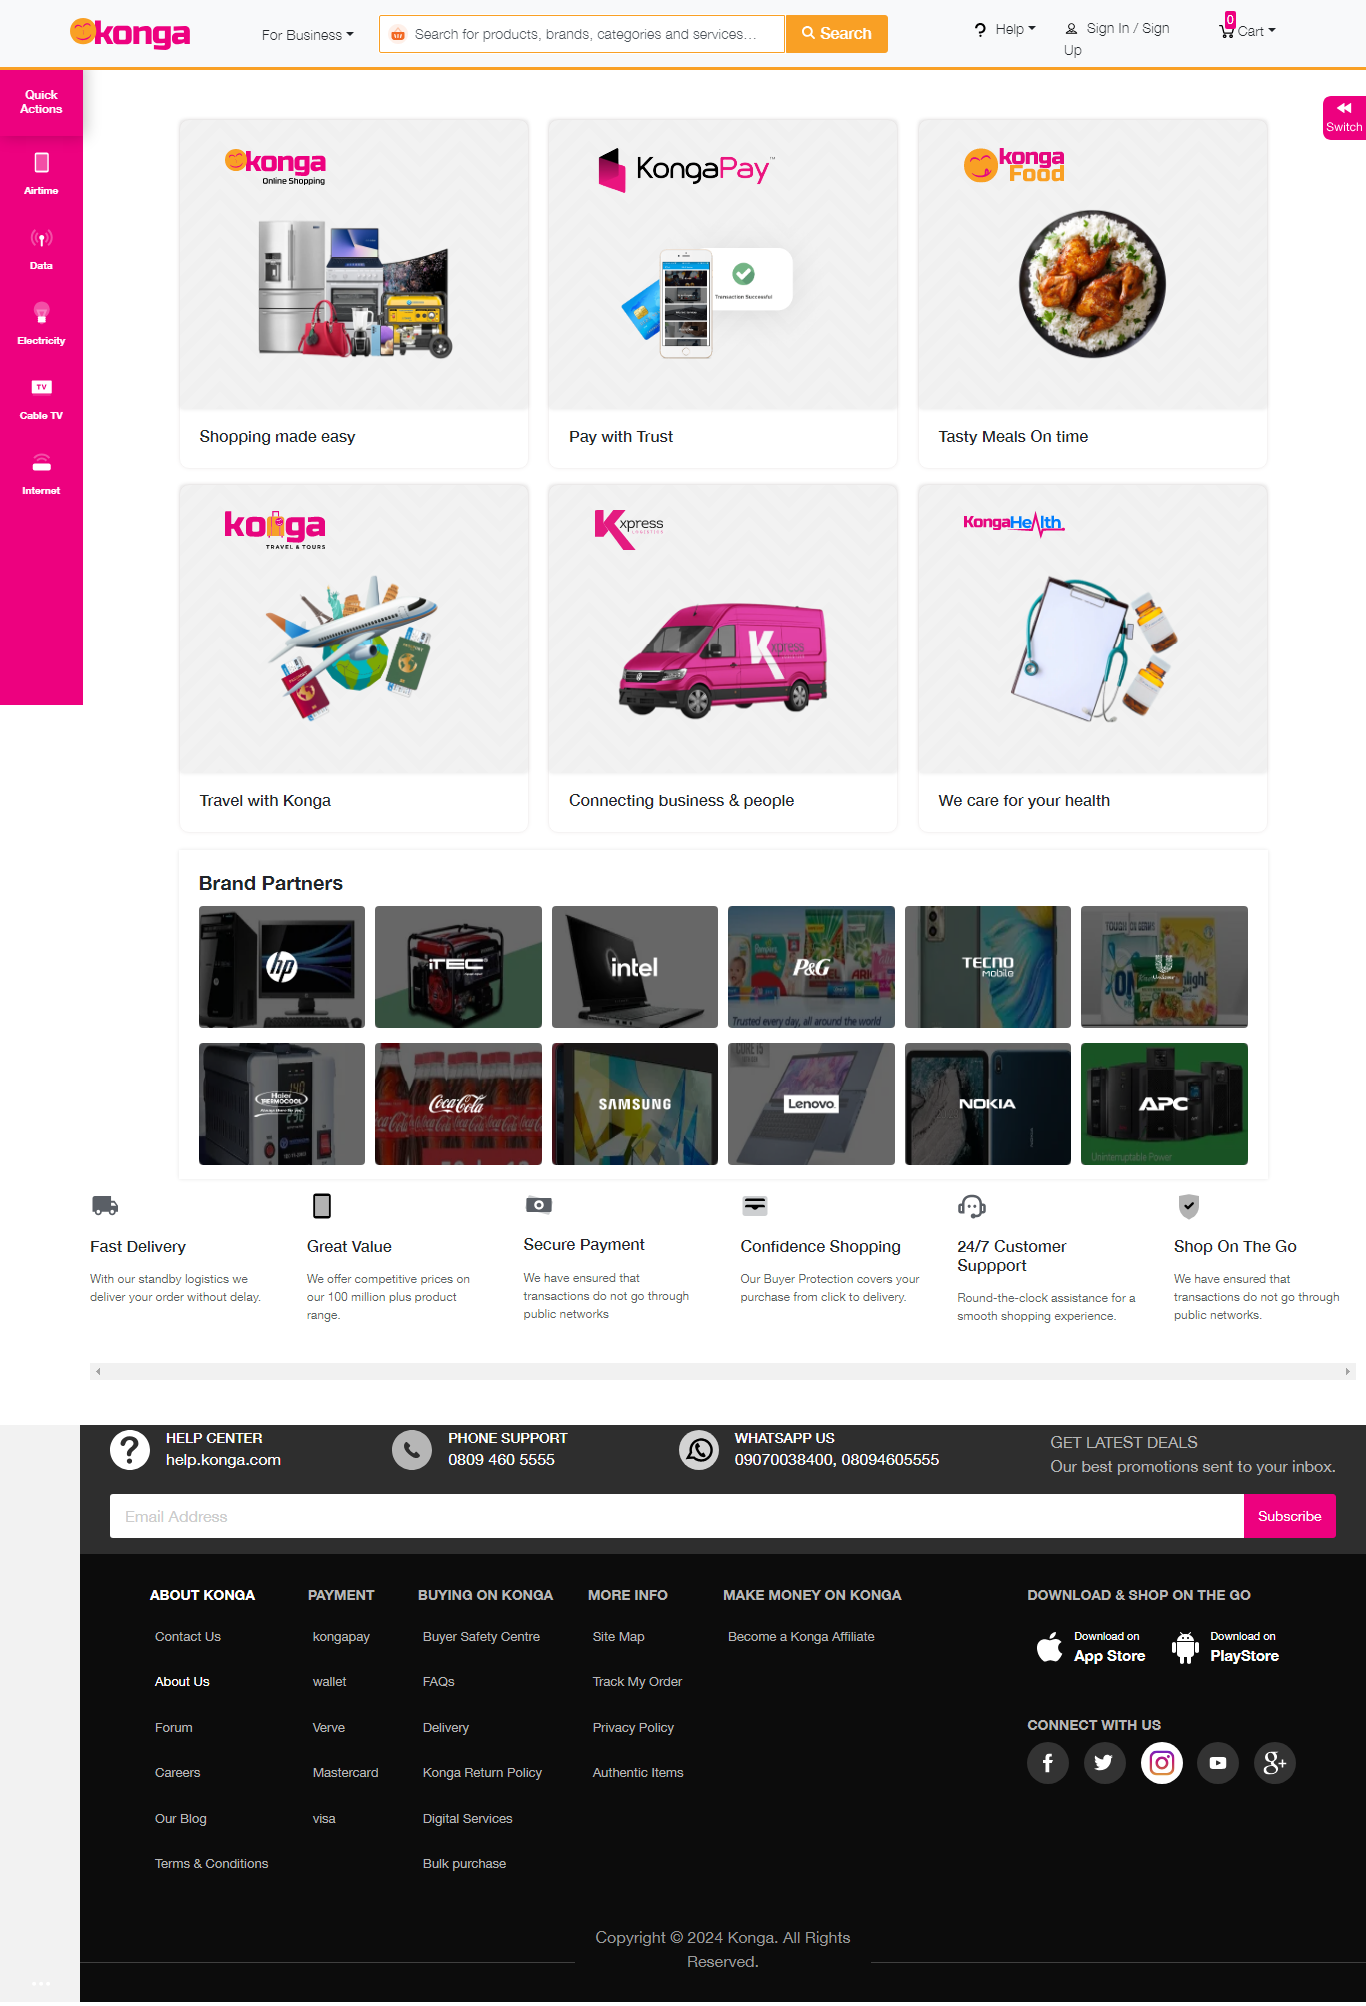 konga
For Business
Search for products, brands, categories and services...
Search
Help
Sign In / Sign
Up
0
Cart
Quick
Actions
Switch
Airtime
Data
Electricity
TV
Cable TV
Internet
konga
Online Shopping
KongaPay
Transaction Successful
konga
Food
Shopping made easy
Pay with Trust
Tasty Meals On time
konga
TRAVEL & TOURS
Kxpress
LOGISTICS
KongaHealth
Kxpress
Travel with Konga
Connecting business & people
We care for your health
Brand Partners
hp
iTEC
intel
Pampers
P&G
ARIEL
Trusted every day, all around the world
TECNO
mobile
TOUGH ON GERMS
Unilever
Sunlight
Haier
THERMOCOOL
Coca-Cola
SAMSUNG
CORE i5
Lenovo
NOKIA
APC
Uninterruptable Power
Fast Delivery
With our standby logistics we
deliver your order without delay.
Great Value
We offer competitive prices on
our 100 million plus product
range.
Secure Payment
We have ensured that
transactions do not go through
public networks
Confidence Shopping
Our Buyer Protection covers your
purchase from click to delivery.
24/7 Customer
Suppport
Round-the-clock assistance for a
smooth shopping experience.
Shop On The Go
We have ensured that
transactions do not go through
public networks.
HELP CENTER
help.konga.com
PHONE SUPPORT
0809 460 5555
WHATSAPP US
09070038400, 08094605555
GET LATEST DEALS
Our best promotions sent to your inbox.
Email Address
Subscribe
ABOUT KONGA
Contact Us
About Us
Forum
Careers
Our Blog
Terms & Conditions
PAYMENT
kongapay
wallet
Verve
Mastercard
visa
BUYING ON KONGA
Buyer Safety Centre
FAQs
Delivery
Konga Return Policy
Digital Services
Bulk purchase
MORE INFO
Site Map
Track My Order
Privacy Policy
Authentic Items
MAKE MONEY ON KONGA
Become a Konga Affiliate
DOWNLOAD & SHOP ON THE GO
Download on
App Store
Download on
PlayStore
CONNECT WITH US
Copyright © 2024 Konga. All Rights
Reserved.